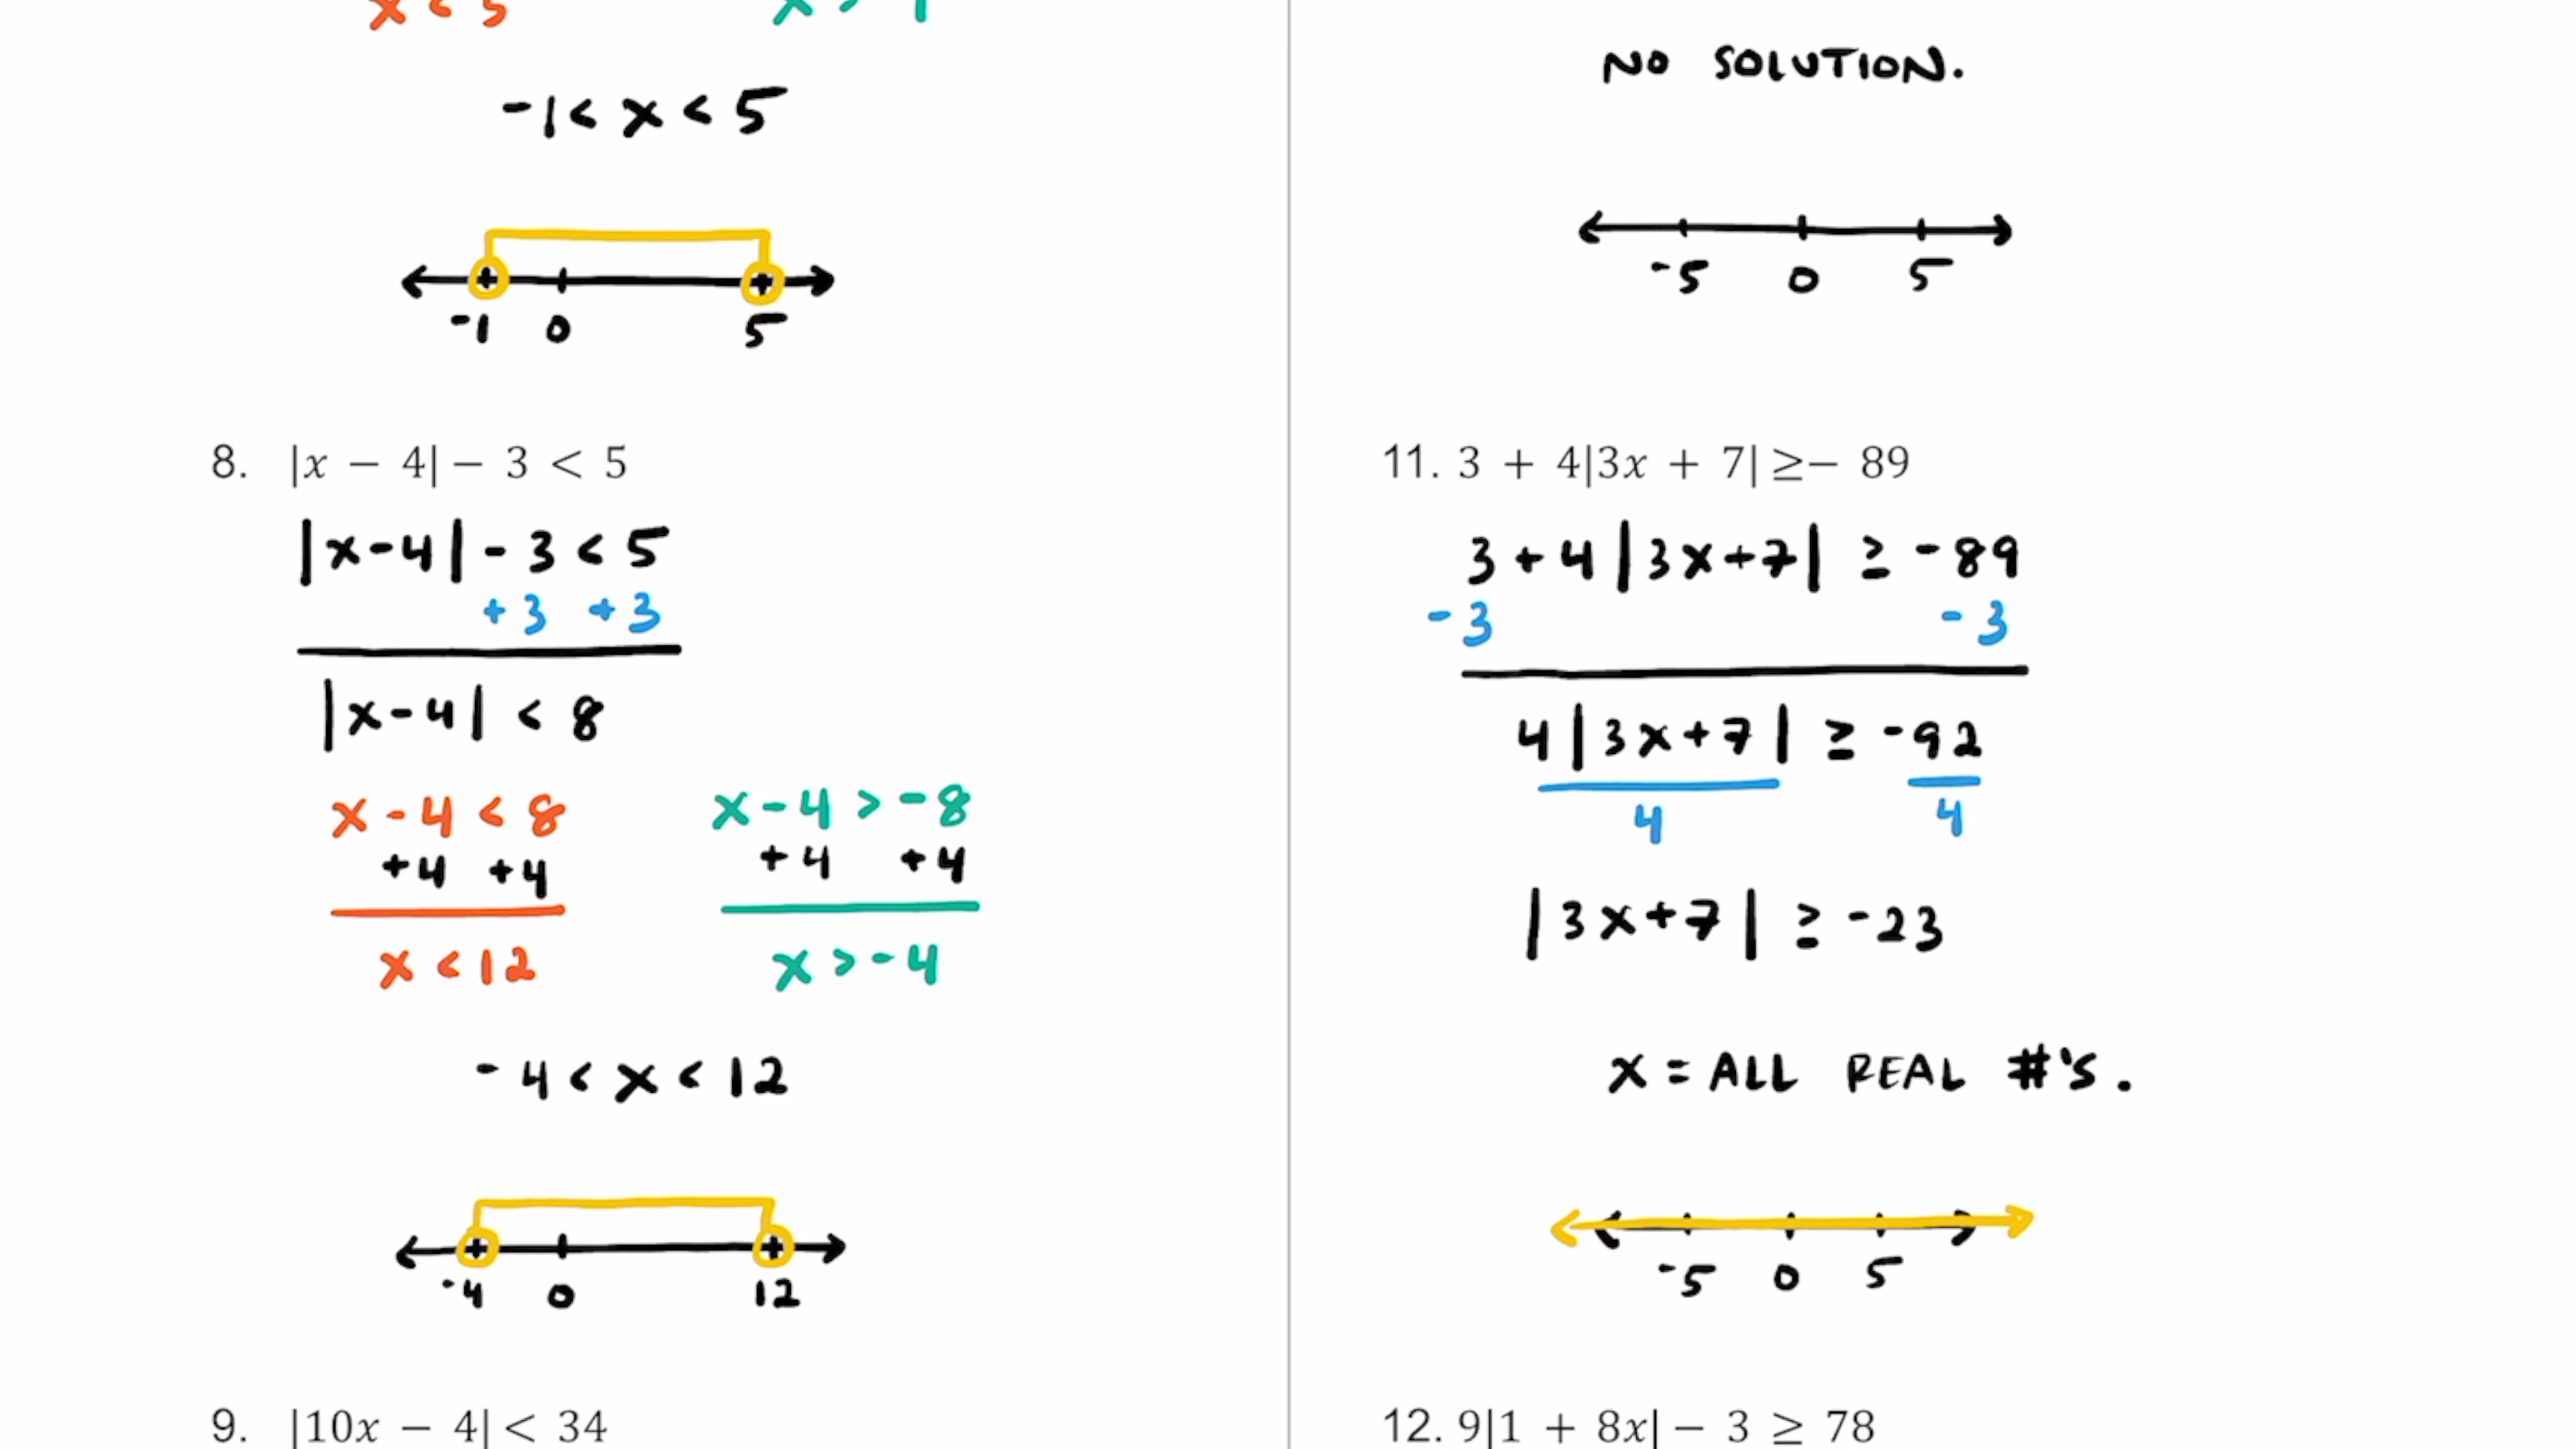 x < 5 x >
-1 < x < 5
-1 0 5
8. |x − 4| − 3 < 5
|x-4| - 3 < 5
+3 +3
|x-4| < 8
x-4 < 8 x-4 > -8
+4 +4 +4 +4
x < 12 x > -4
-4 < x < 12
-4 0 12
9. |10x − 4| < 34
NO SOLUTION.
-5 0 5
11. 3 + 4|3x + 7| ≥− 89
3 + 4|3x+7| ≥ -89
-3 -3
4|3x+7| ≥ -92
4 4
|3x+7| ≥ -23
x = ALL REAL #'s.
-5 0 5
12. 9|1 + 8x| − 3 ≥ 78